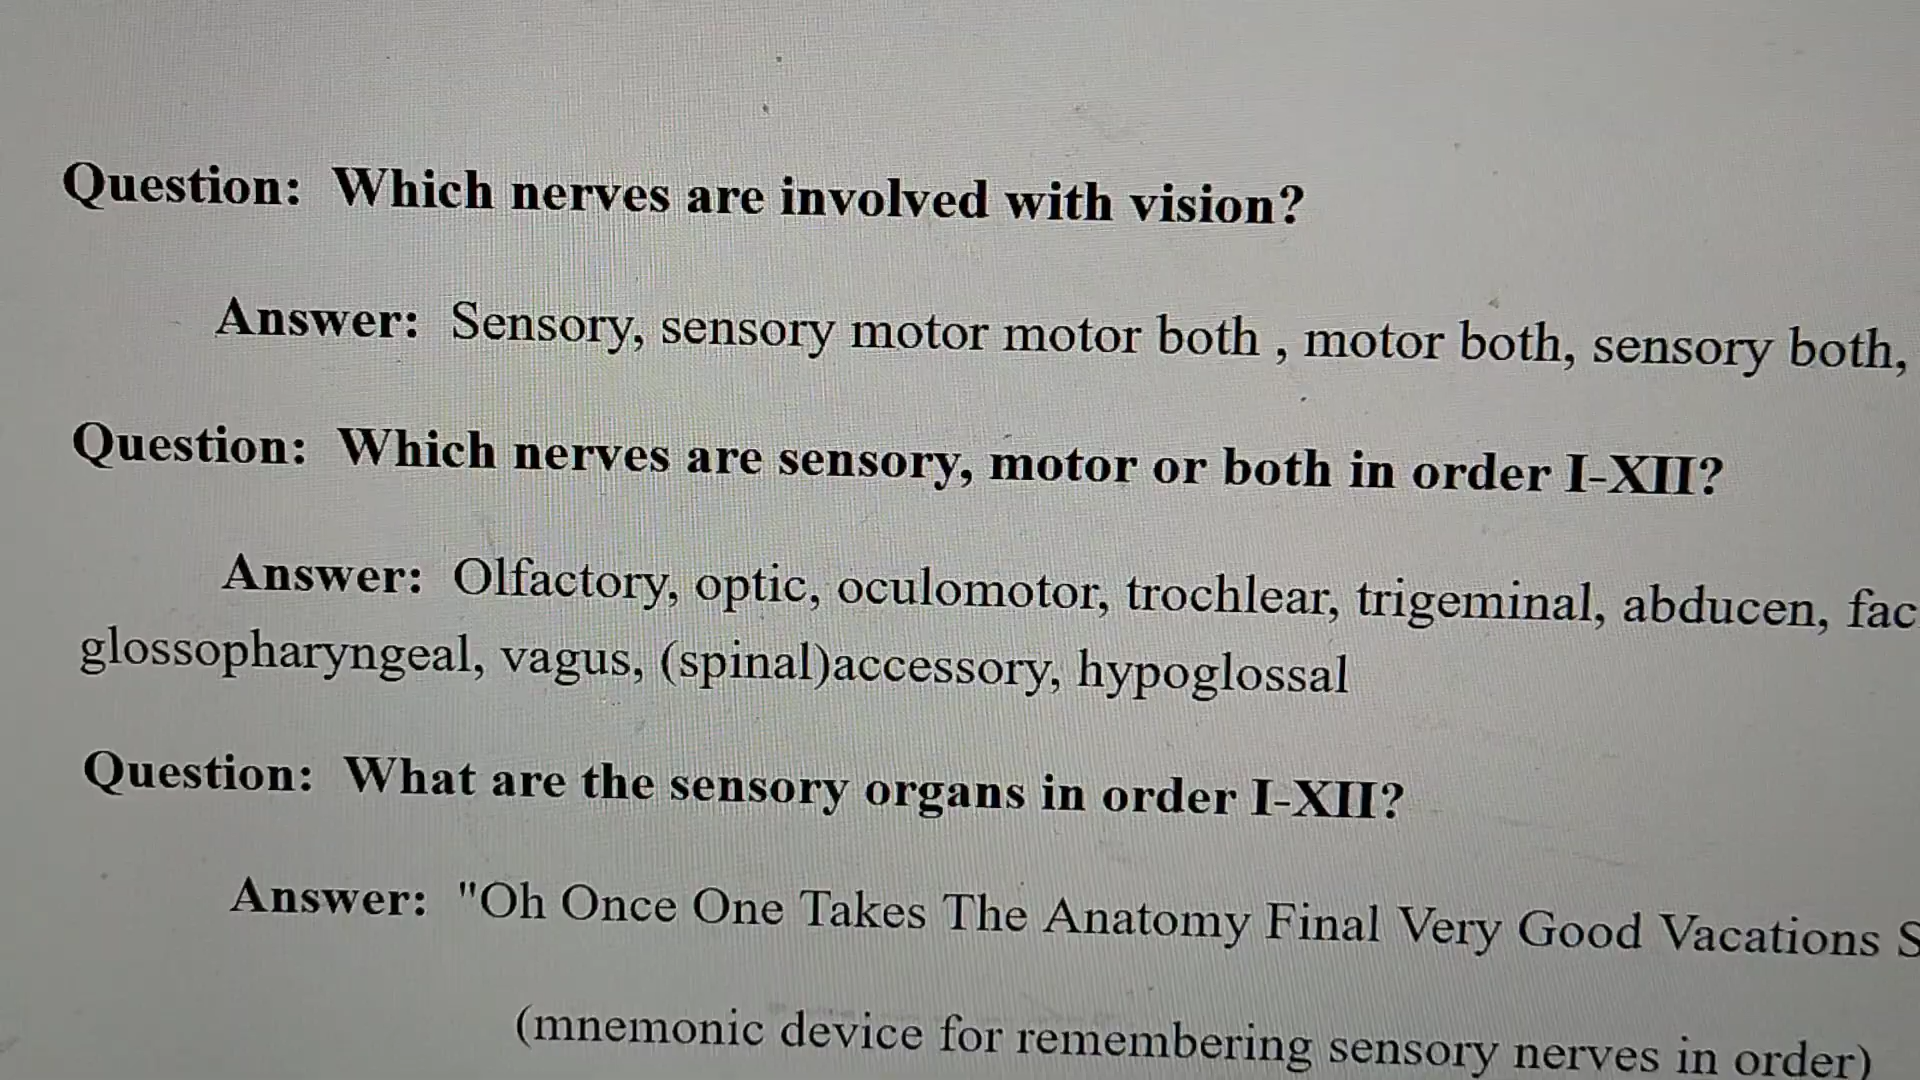 Question: Which nerves are involved with vision?
Answer: Sensory, sensory motor motor both , motor both, sensory both,
Question: Which nerves are sensory, motor or both in order I-XII?
Answer: Olfactory, optic, oculomotor, trochlear, trigeminal, abducen,
glossopharyngeal, vagus, (spinal)accessory, hypoglossal
Question: What are the sensory organs in order I-XII?
Answer: "Oh Once One Takes The Anatomy Final Very Good Vacations
(mnemonic device for remembering sensory nerves in order)